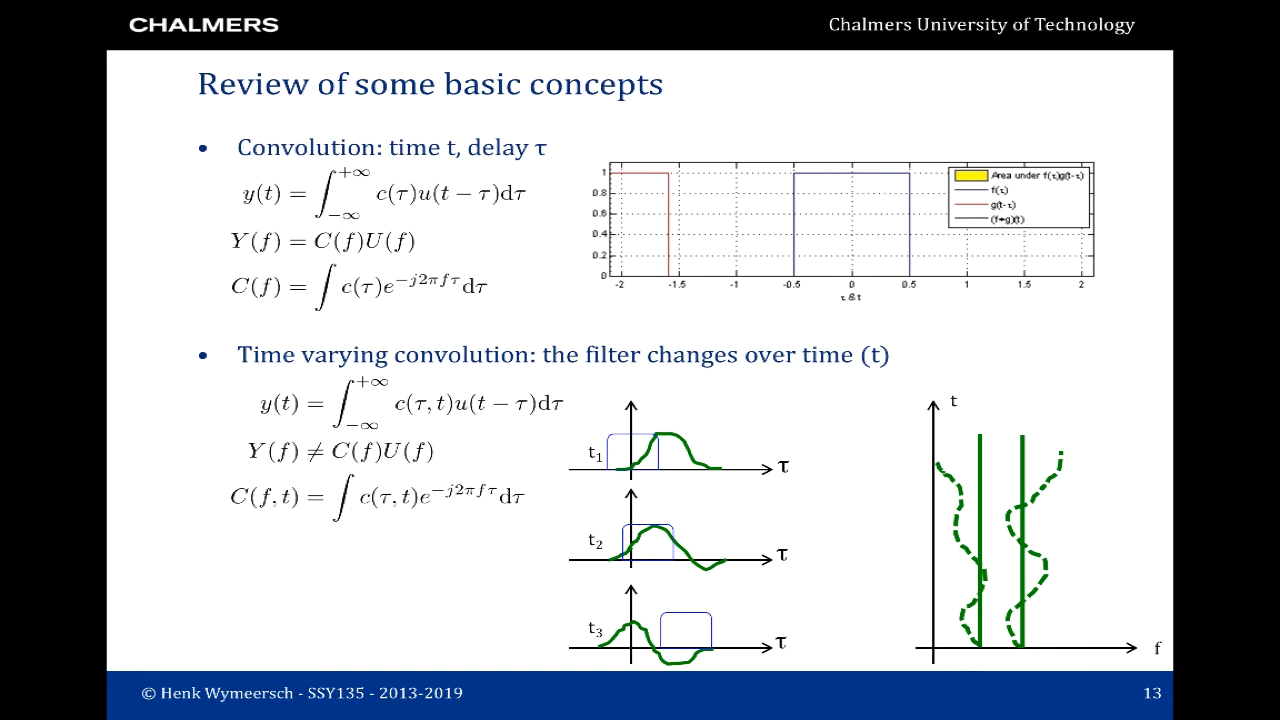 CHALMERS
Chalmers University of Technology
Review of some basic concepts
• Convolution: time t, delay τ
y(t) = ∫_{−∞}^{+∞} c(τ)u(t − τ)dτ
Y(f) = C(f)U(f)
C(f) = ∫ c(τ)e^{−j2πfτ}dτ
1
0.8
0.6
0.4
0.2
0
-2 -1.5 -1 -0.5 0 0.5 1 1.5 2
τ & t
Area under f(τ)g(t-τ)
f(τ)
g(t-τ)
(f∗g)(t)
• Time varying convolution: the filter changes over time (t)
y(t) = ∫_{−∞}^{+∞} c(τ, t)u(t − τ)dτ
Y(f) ≠ C(f)U(f)
C(f, t) = ∫ c(τ, t)e^{−j2πfτ}dτ
t₁ τ
t₂ τ
t₃ τ
t
f
© Henk Wymeersch - SSY135 - 2013-2019
13